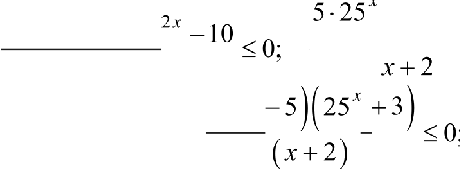 5 · 25^x
2x − 10 ≤ 0;
x + 2
− 5)(25^x + 3)
(x + 2) − ≤ 0;